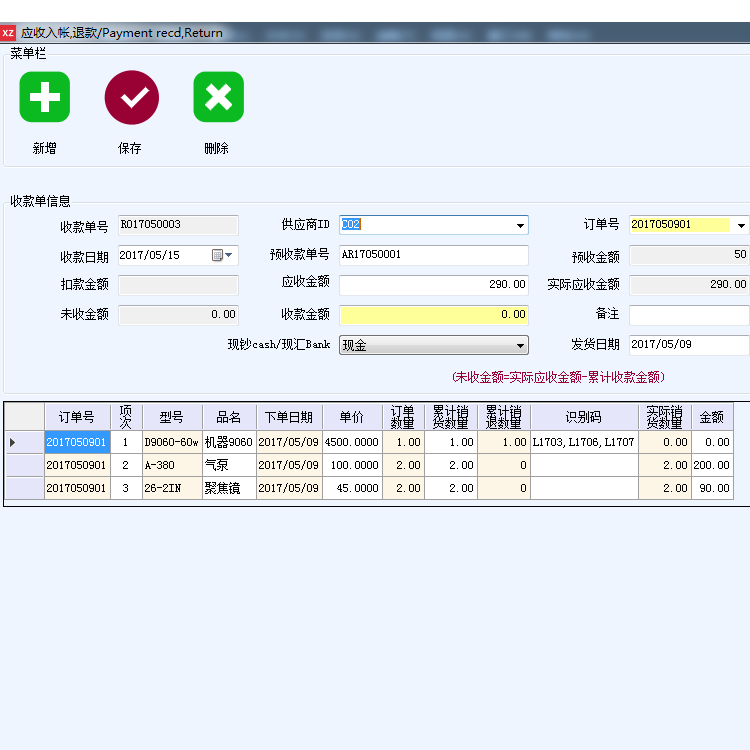 XZ 应收入帐,退款/Payment recd,Return
菜单栏
新增 保存 删除
收款单信息
收款单号 R017050003 供应商ID C02 订单号 2017050901
收款日期 2017/05/15 预收款单号 AR17050001 预收金额 50
扣款金额 应收金额 290.00 实际应收金额 290.00
未收金额 0.00 收款金额 0.00 备注
现钞cash/现汇Bank 现金 发货日期 2017/05/09
(未收金额=实际应收金额-累计收款金额)
订单号 项次 型号 品名 下单日期 单价 订单数量 累计销货数量 累计销退数量 识别码 实际销货数量 金额
2017050901 1 D9060-60w 机器9060 2017/05/09 4500.0000 1.00 1.00 1.00 L1703, L1706, L1707 0.00 0.00
2017050901 2 A-380 气泵 2017/05/09 100.0000 2.00 2.00 0 2.00 200.00
2017050901 3 26-2IN 聚焦镜 2017/05/09 45.0000 2.00 2.00 0 2.00 90.00